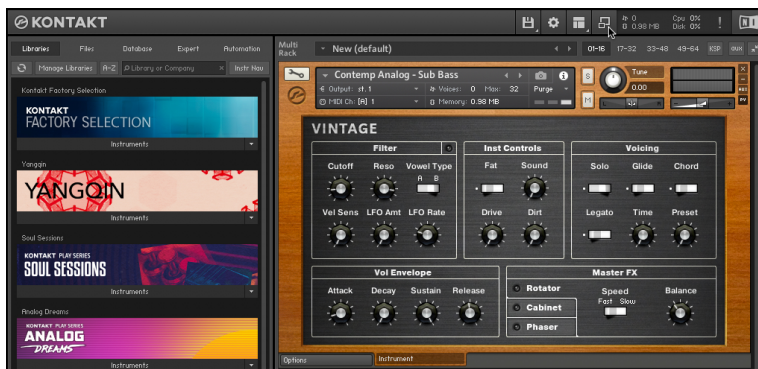 KONTAKT
0
0.98 MB
Cpu 0%
Disk 0%
!
Libraries Files Database Expert Automation
Manage Libraries A-Z Library or Company × Instr Nav
Kontakt Factory Selection
KONTAKT
FACTORY SELECTION
Instruments
Yangqin
YANGQIN
Instruments
Soul Sessions
KONTAKT PLAY SERIES
SOUL SESSIONS
Instruments
Analog Dreams
KONTAKT PLAY SERIES
ANALOG
DREAMS
Instruments
Multi
Rack
New (default)
01-16 17-32 33-48 49-64 KSP aux
Contemp Analog - Sub Bass
Output: st. 1 Voices: 0 Max: 32 Purge
MIDI Ch: [A] 1 Memory: 0.98 MB
S
M
Tune
0.00
VINTAGE
Filter
Cutoff Reso Vowel Type
A B
Vel Sens LFO Amt LFO Rate
Inst Controls
Fat Sound
Drive Dirt
Voicing
Solo Glide Chord
Legato Time Preset
Vol Envelope
Attack Decay Sustain Release
Master FX
Rotator
Cabinet
Phaser
Speed
Fast Slow
Balance
Options Instrument